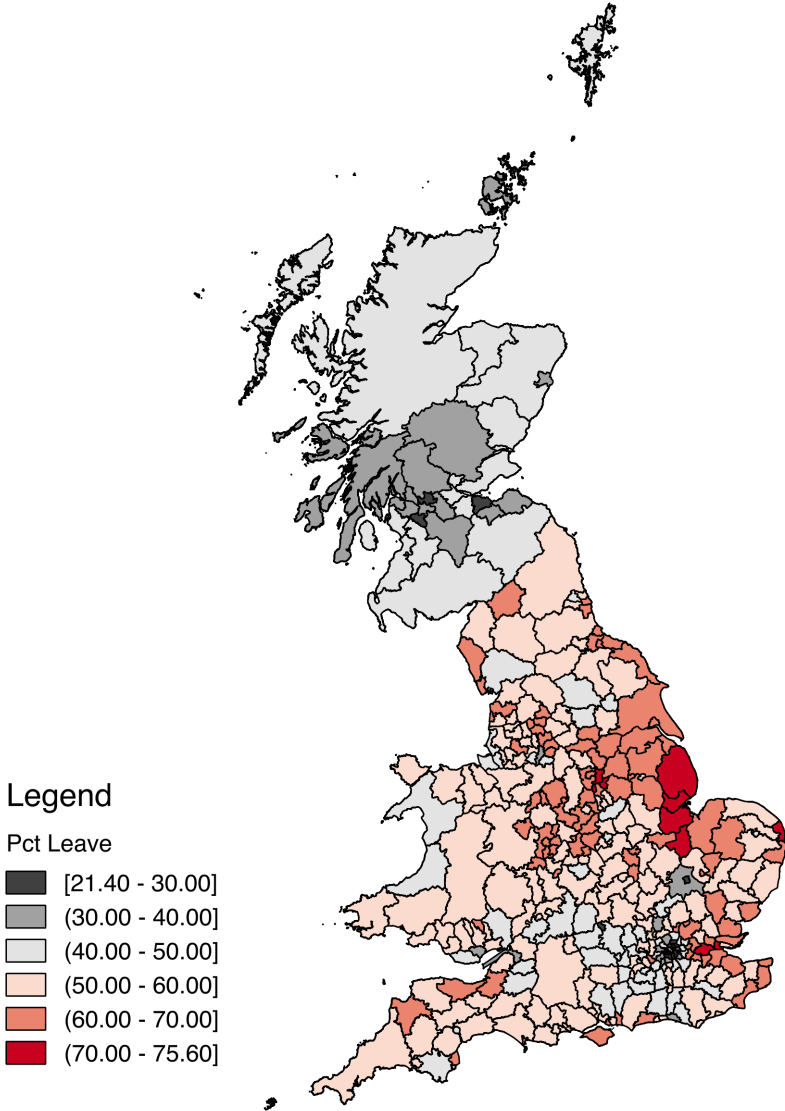 Legend
Pct Leave
[21.40 - 30.00]
(30.00 - 40.00]
(40.00 - 50.00]
(50.00 - 60.00]
(60.00 - 70.00]
(70.00 - 75.60]